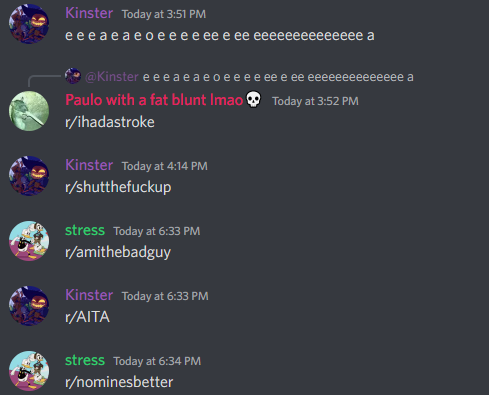 Kinster Today at 3:51 PM
e e e a e a e o e e e e ee e ee eeeeeeeeeeeeee a
@Kinster e e e a e a e o e e e e ee e ee eeeeeeeeeeeeee a
Paulo with a fat blunt lmao💀 Today at 3:52 PM
r/ihadastroke
Kinster Today at 4:14 PM
r/shutthefuckup
stress Today at 6:33 PM
r/amithebadguy
Kinster Today at 6:33 PM
r/AITA
stress Today at 6:34 PM
r/nominesbetter